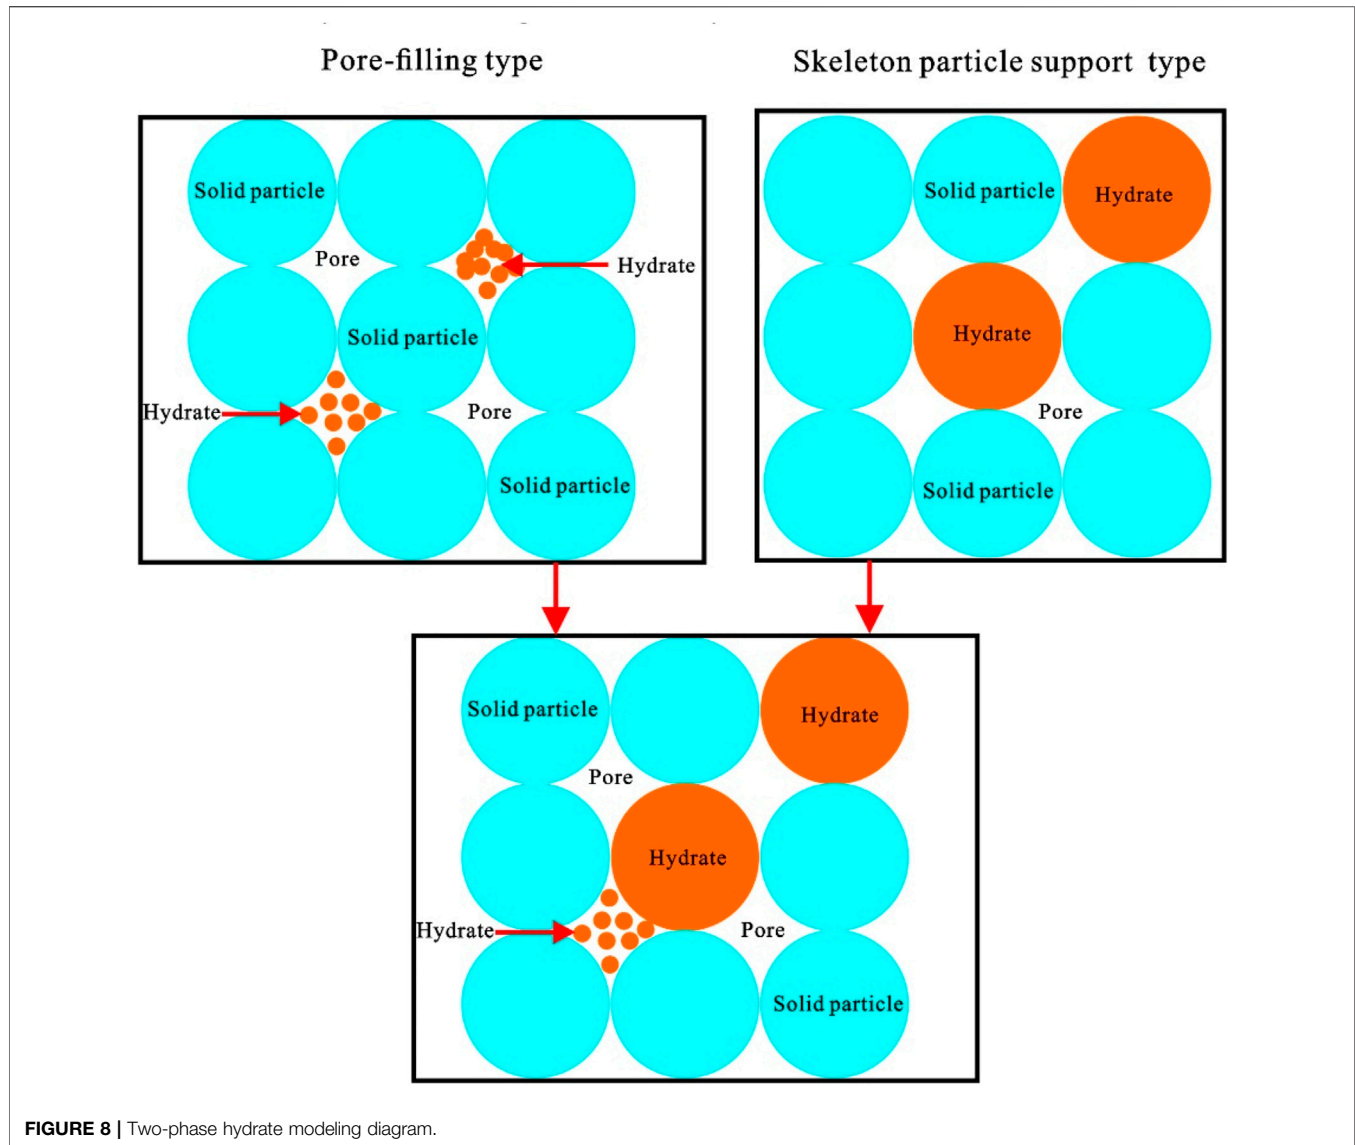 Pore-filling type
Skeleton particle support type
Solid particle
Pore
Hydrate
Solid particle
Hydrate
Pore
Solid particle
Solid particle
Hydrate
Hydrate
Pore
Solid particle
Solid particle
Hydrate
Pore
Hydrate
Hydrate
Pore
Solid particle
FIGURE 8 | Two-phase hydrate modeling diagram.